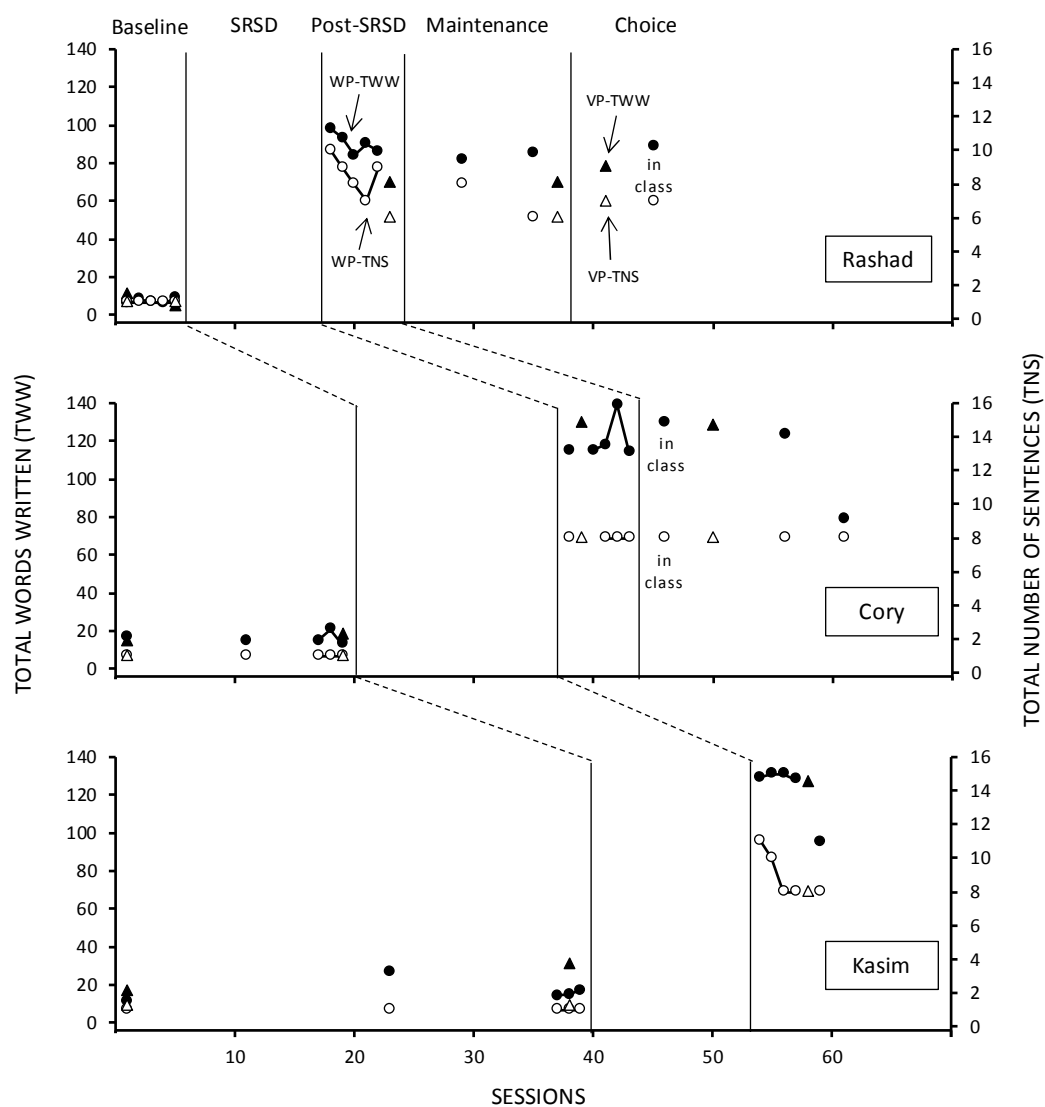 Baseline SRSD Post-SRSD Maintenance Choice
140 16
120 14
100 12
80 10
60 8
40 6
20 4
0 2
0
WP-TWW
VP-TWW
in
class
WP-TNS
VP-TNS
Rashad
TOTAL WORDS WRITTEN (TWW)
TOTAL NUMBER OF SENTENCES (TNS)
140 16
120 14
100 12
80 10
60 8
40 6
20 4
0 2
0
in
class
in
class
Cory
140 16
120 14
100 12
80 10
60 8
40 6
20 4
0 2
0
Kasim
10 20 30 40 50 60
SESSIONS